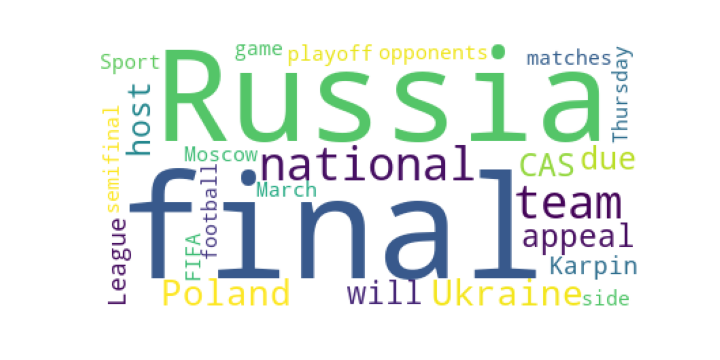 Sport
game
playoff
opponents
matches
Thursday
Russia
host
semifinal
Moscow
national
CAS
due
March
football
final
team
appeal
League
FIFA
Karpin
Poland
will
Ukraine
side